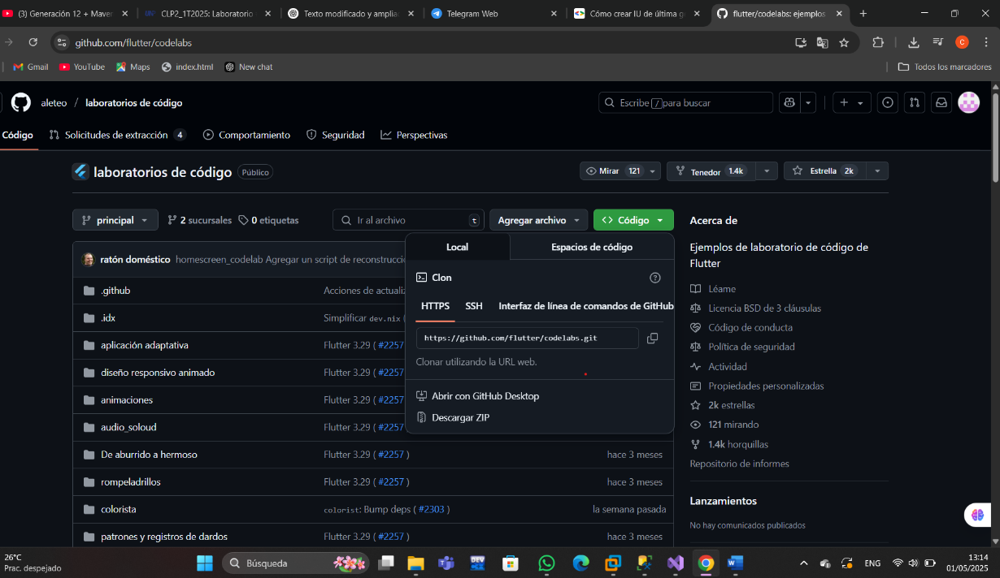 (3) Generación 12 + Maver
CLP2_1T2025: Laboratorio
Texto modificado y amplia
Telegram Web
Cómo crear IU de última g
flutter/codelabs: ejemplos
github.com/flutter/codelabs
C
Gmail
YouTube
Maps
index.html
New chat
Todos los marcadores
aleteo / laboratorios de código
Escribe / para buscar
Código
Solicitudes de extracción 4
Comportamiento
Seguridad
Perspectivas
laboratorios de código Público
Mirar 121
Tenedor 1.4k
Estrella 2k
principal
2 sucursales
0 etiquetas
Ir al archivo t
Agregar archivo
<> Código
Acerca de
Ejemplos de laboratorio de código de
Flutter
Léame
Licencia BSD de 3 cláusulas
Código de conducta
Política de seguridad
Actividad
Propiedades personalizadas
2k estrellas
121 mirando
1.4k horquillas
Repositorio de informes
Lanzamientos
No hay comunicados publicados
Local
Espacios de código
Clon
HTTPS
SSH
Interfaz de línea de comandos de GitHub
https://github.com/flutter/codelabs.git
Clonar utilizando la URL web.
Abrir con GitHub Desktop
Descargar ZIP
ratón doméstico homescreen_codelab Agregar un script de reconstrucci
.github Acciones de actualiz
.idx Simplificar dev.nix (
aplicación adaptativa Flutter 3.29 ( #2257
diseño responsivo animado Flutter 3.29 ( #2257
animaciones Flutter 3.29 ( #2257
audio_soloud Flutter 3.29 ( #2257
De aburrido a hermoso Flutter 3.29 ( #2257 ) hace 3 meses
rompeladrillos Flutter 3.29 ( #2257 ) hace 3 meses
colorista colorist: Bump deps ( #2303 ) la semana pasada
patrones y registros de dardos Flutter 3.29 ( #2257 ) hace 3 meses
26°C
Prac. despejado
Búsqueda
DEV
ENG
13:14
01/05/2025